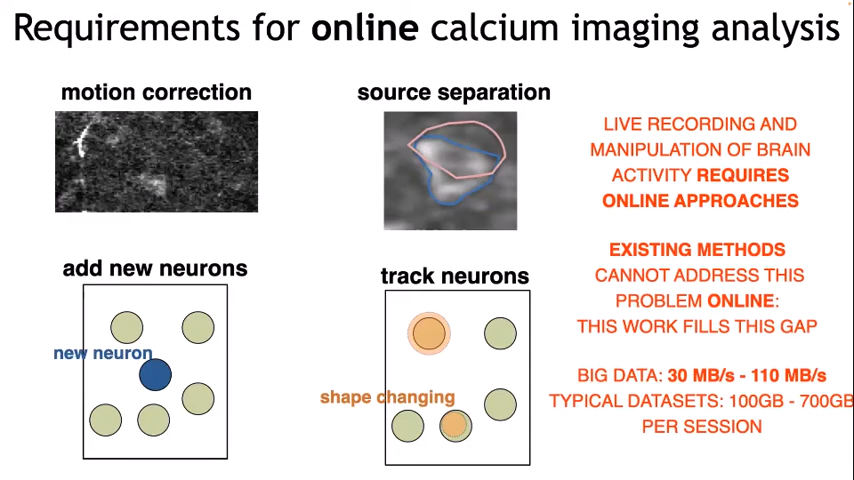 Requirements for online calcium imaging analysis
motion correction
source separation
add new neurons
new neuron
track neurons
shape changing
LIVE RECORDING AND
MANIPULATION OF BRAIN
ACTIVITY REQUIRES
ONLINE APPROACHES
EXISTING METHODS
CANNOT ADDRESS THIS
PROBLEM ONLINE:
THIS WORK FILLS THIS GAP
BIG DATA: 30 MB/s - 110 MB/s
TYPICAL DATASETS: 100GB - 700GB
PER SESSION